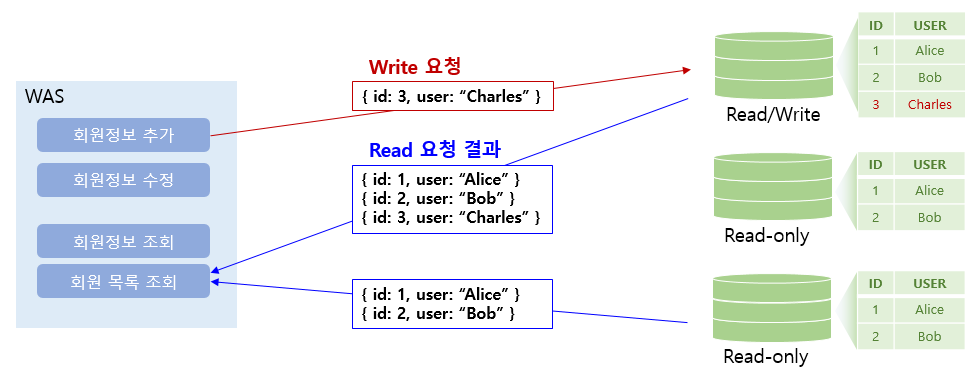 WAS
회원정보 추가
회원정보 수정
회원정보 조회
회원 목록 조회
Write 요청
{ id: 3, user: “Charles” }
Read 요청 결과
{ id: 1, user: “Alice” }
{ id: 2, user: “Bob” }
{ id: 3, user: “Charles” }
{ id: 1, user: “Alice” }
{ id: 2, user: “Bob” }
Read/Write
ID USER
1 Alice
2 Bob
3 Charles
Read-only
ID USER
1 Alice
2 Bob
Read-only
ID USER
1 Alice
2 Bob